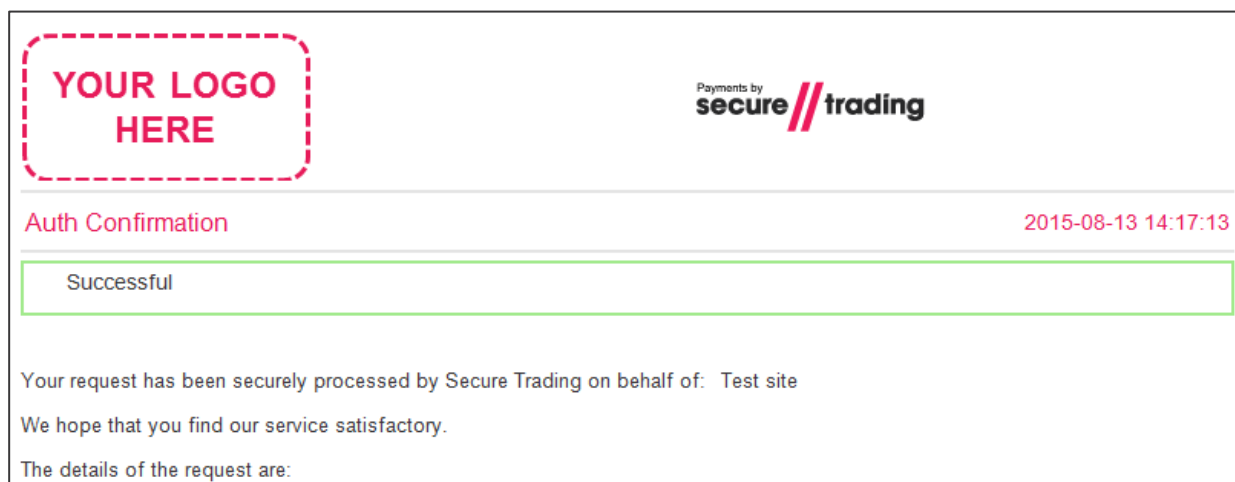 YOUR LOGO
HERE
Payments by
secure//trading
Auth Confirmation
2015-08-13 14:17:13
Successful
Your request has been securely processed by Secure Trading on behalf of: Test site
We hope that you find our service satisfactory.
The details of the request are: